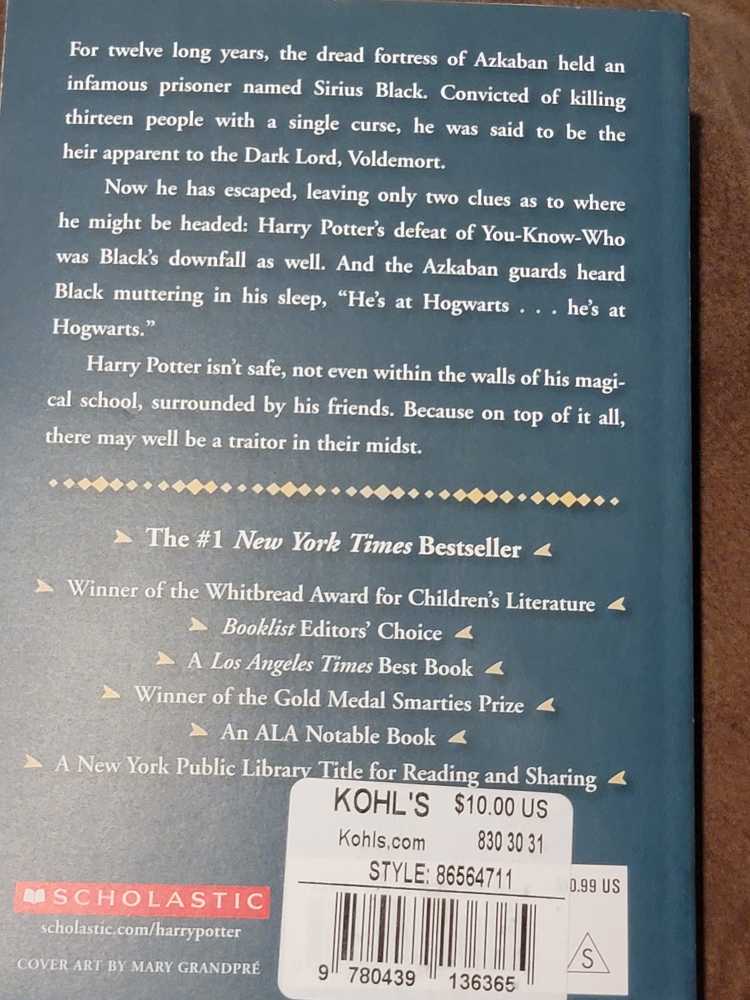 For twelve long years, the dread fortress of Azkaban held an
infamous prisoner named Sirius Black. Convicted of killing
thirteen people with a single curse, he was said to be the
heir apparent to the Dark Lord, Voldemort.
Now he has escaped, leaving only two clues as to where
he might be headed: Harry Potter's defeat of You-Know-Who
was Black's downfall as well. And the Azkaban guards heard
Black muttering in his sleep, "He's at Hogwarts . . . he's at
Hogwarts."
Harry Potter isn't safe, not even within the walls of his magi-
cal school, surrounded by his friends. Because on top of it all,
there may well be a traitor in their midst.
The #1 New York Times Bestseller
Winner of the Whitbread Award for Children's Literature
Booklist Editors' Choice
A Los Angeles Times Best Book
Winner of the Gold Medal Smarties Prize
An ALA Notable Book
A New York Public Library Title for Reading and Sharing
KOHL'S $10.00 US
Kohls.com 830 30 31
STYLE: 86564711
9 780439 136365
0.99 US
S
SCHOLASTIC
scholastic.com/harrypotter
COVER ART BY MARY GRANDPRÉ